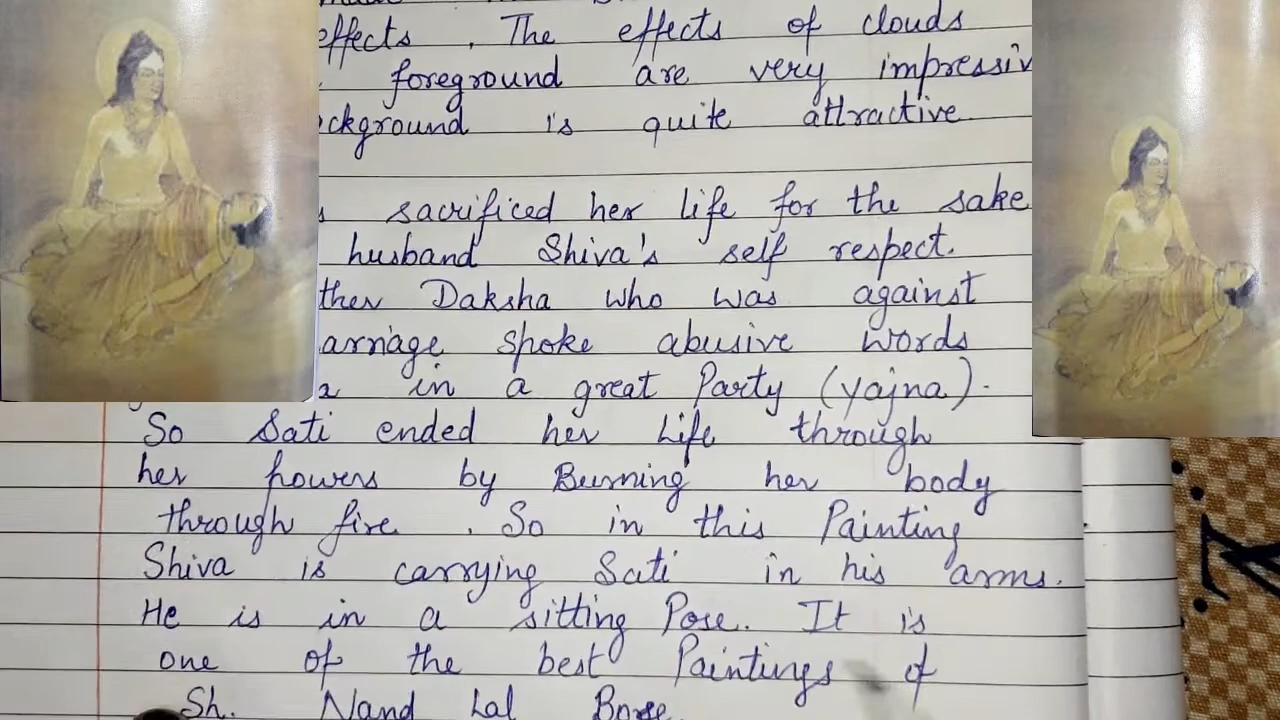 effects. The effects of clouds
foreground are very impressiv
ckground is quite attractive
sacrificed her life for the sake
husband Shiva's self respect.
ther Daksha who was against
arriage spoke abusive words
in a great Party (yajna).
So Sati ended her Life through
her powers by Burning her body
through fire. So in this Painting
Shiva is carrying Sati in his arms.
He is in a sitting Pose. It is
one of the best Paintings of
Sh. Nand Lal Bose.